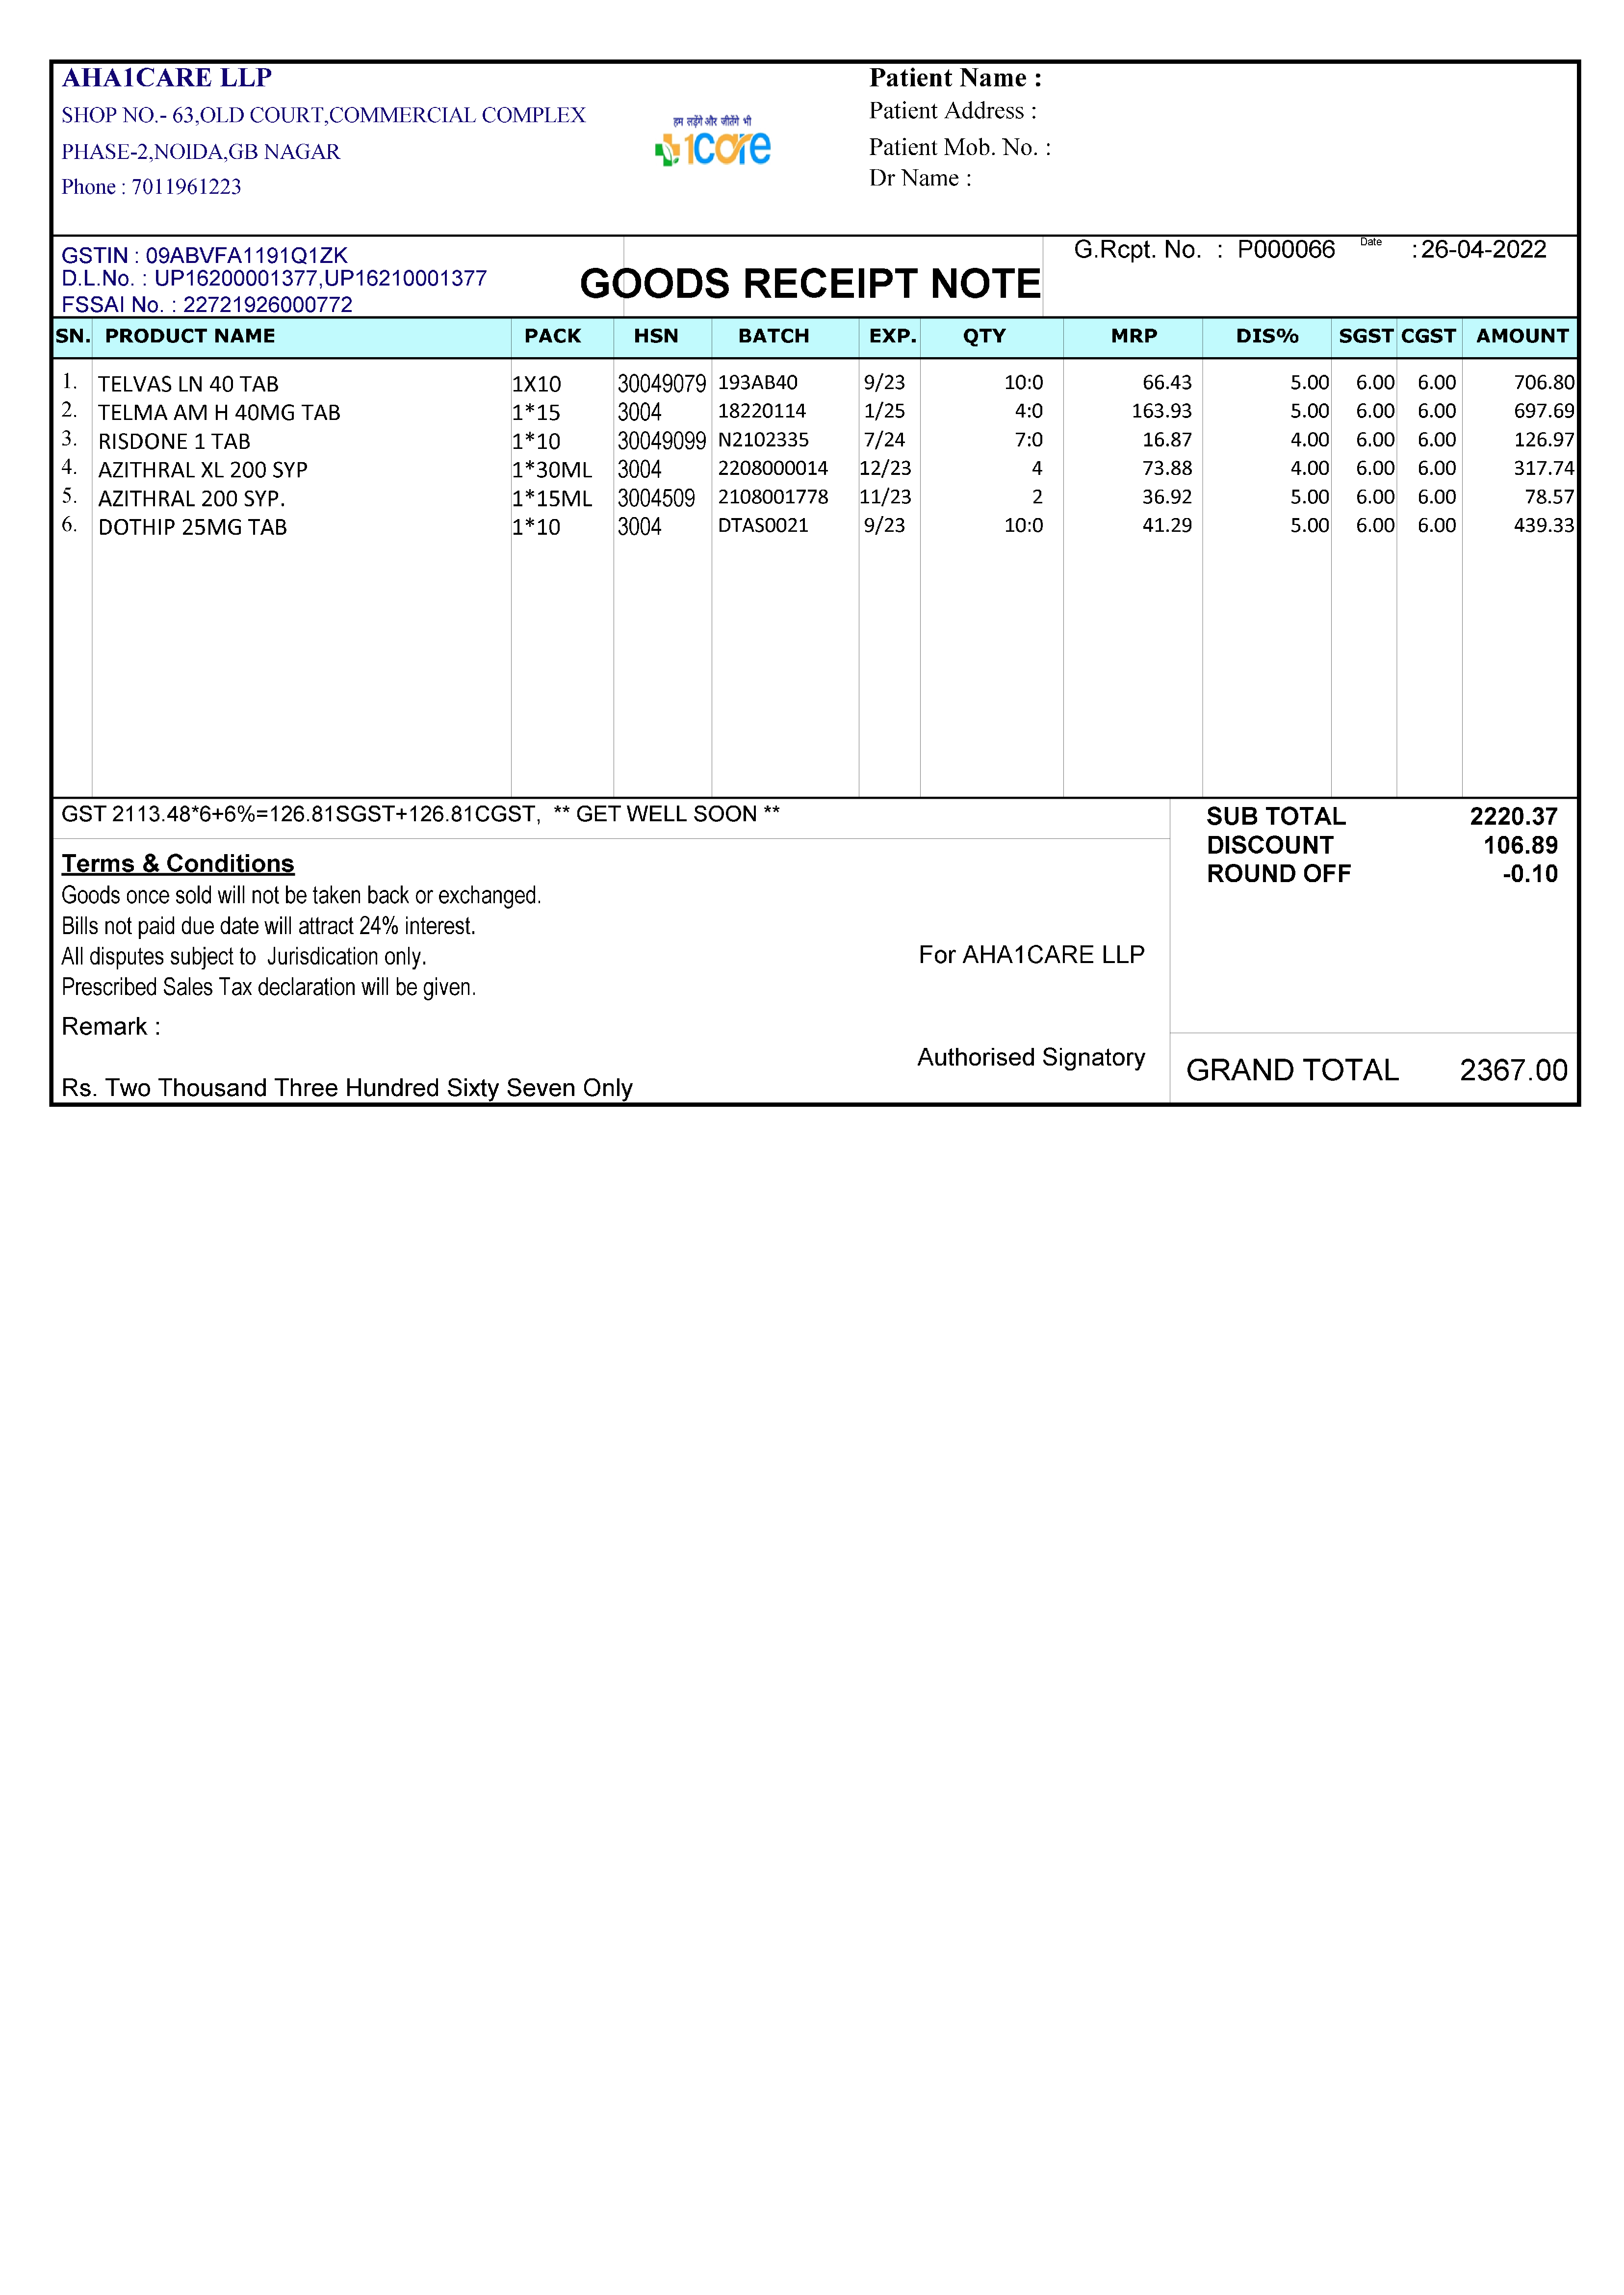 AHA1CARE LLP
SHOP NO.- 63,OLD COURT,COMMERCIAL COMPLEX
PHASE-2,NOIDA,GB NAGAR
Phone : 7011961223
हम लड़ेंगे और जीतेंगे भी
1care
Patient Name :
Patient Address :
Patient Mob. No. :
Dr Name :
GSTIN : 09ABVFA1191Q1ZK
D.L.No. : UP16200001377,UP16210001377
FSSAI No. : 22721926000772
GOODS RECEIPT NOTE
G.Rcpt. No. : P000066 Date : 26-04-2022
SN. PRODUCT NAME PACK HSN BATCH EXP. QTY MRP DIS% SGST CGST AMOUNT
1. TELVAS LN 40 TAB 1X10 30049079 193AB40 9/23 10:0 66.43 5.00 6.00 6.00 706.80
2. TELMA AM H 40MG TAB 1*15 3004 18220114 1/25 4:0 163.93 5.00 6.00 6.00 697.69
3. RISDONE 1 TAB 1*10 30049099 N2102335 7/24 7:0 16.87 4.00 6.00 6.00 126.97
4. AZITHRAL XL 200 SYP 1*30ML 3004 2208000014 12/23 4 73.88 4.00 6.00 6.00 317.74
5. AZITHRAL 200 SYP. 1*15ML 3004509 2108001778 11/23 2 36.92 5.00 6.00 6.00 78.57
6. DOTHIP 25MG TAB 1*10 3004 DTAS0021 9/23 10:0 41.29 5.00 6.00 6.00 439.33
GST 2113.48*6+6%=126.81SGST+126.81CGST, ** GET WELL SOON **
SUB TOTAL 2220.37
DISCOUNT 106.89
ROUND OFF -0.10
Terms & Conditions
Goods once sold will not be taken back or exchanged.
Bills not paid due date will attract 24% interest.
All disputes subject to Jurisdication only.
Prescribed Sales Tax declaration will be given.
For AHA1CARE LLP
Remark :
Authorised Signatory
GRAND TOTAL 2367.00
Rs. Two Thousand Three Hundred Sixty Seven Only